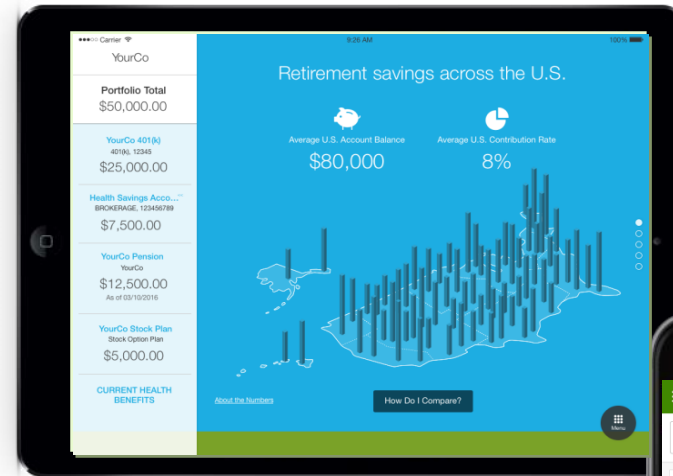 Carrier
9:26 AM
100%
YourCo
Portfolio Total
$50,000.00
YourCo 401(k)
401(k), 12345
$25,000.00
Health Savings Acco...
BROKERAGE, 123456789
$7,500.00
YourCo Pension
YourCo
$12,500.00
As of 03/10/2016
YourCo Stock Plan
Stock Option Plan
$5,000.00
CURRENT HEALTH
BENEFITS
Retirement savings across the U.S.
Average U.S. Account Balance
$80,000
Average U.S. Contribution Rate
8%
About the Numbers
How Do I Compare?
Menu